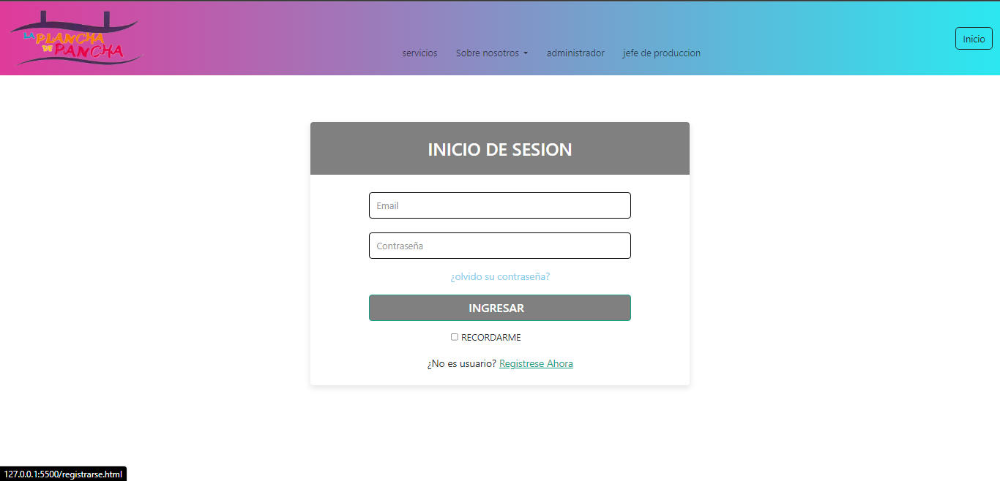 LA PLANCHA
DE PANCHA
servicios Sobre nosotros administrador jefe de produccion
Inicio
INICIO DE SESION
Email
Contraseña
¿olvido su contraseña?
INGRESAR
RECORDARME
¿No es usuario? Registrese Ahora
127.0.0.1:5500/registrarse.html